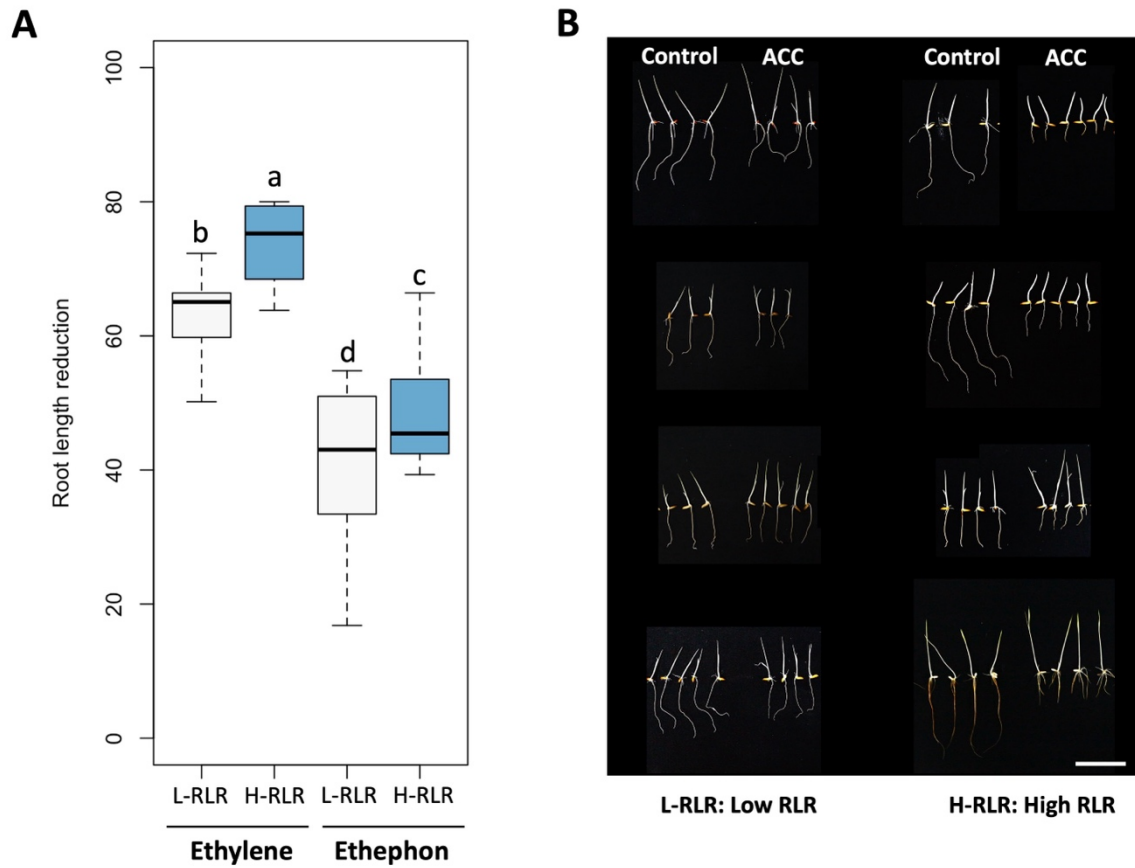 A
Root length reduction
100
80
60
40
20
0
b
a
d
c
L-RLR H-RLR L-RLR H-RLR
Ethylene Ethephon
B
Control ACC Control ACC
L-RLR: Low RLR H-RLR: High RLR